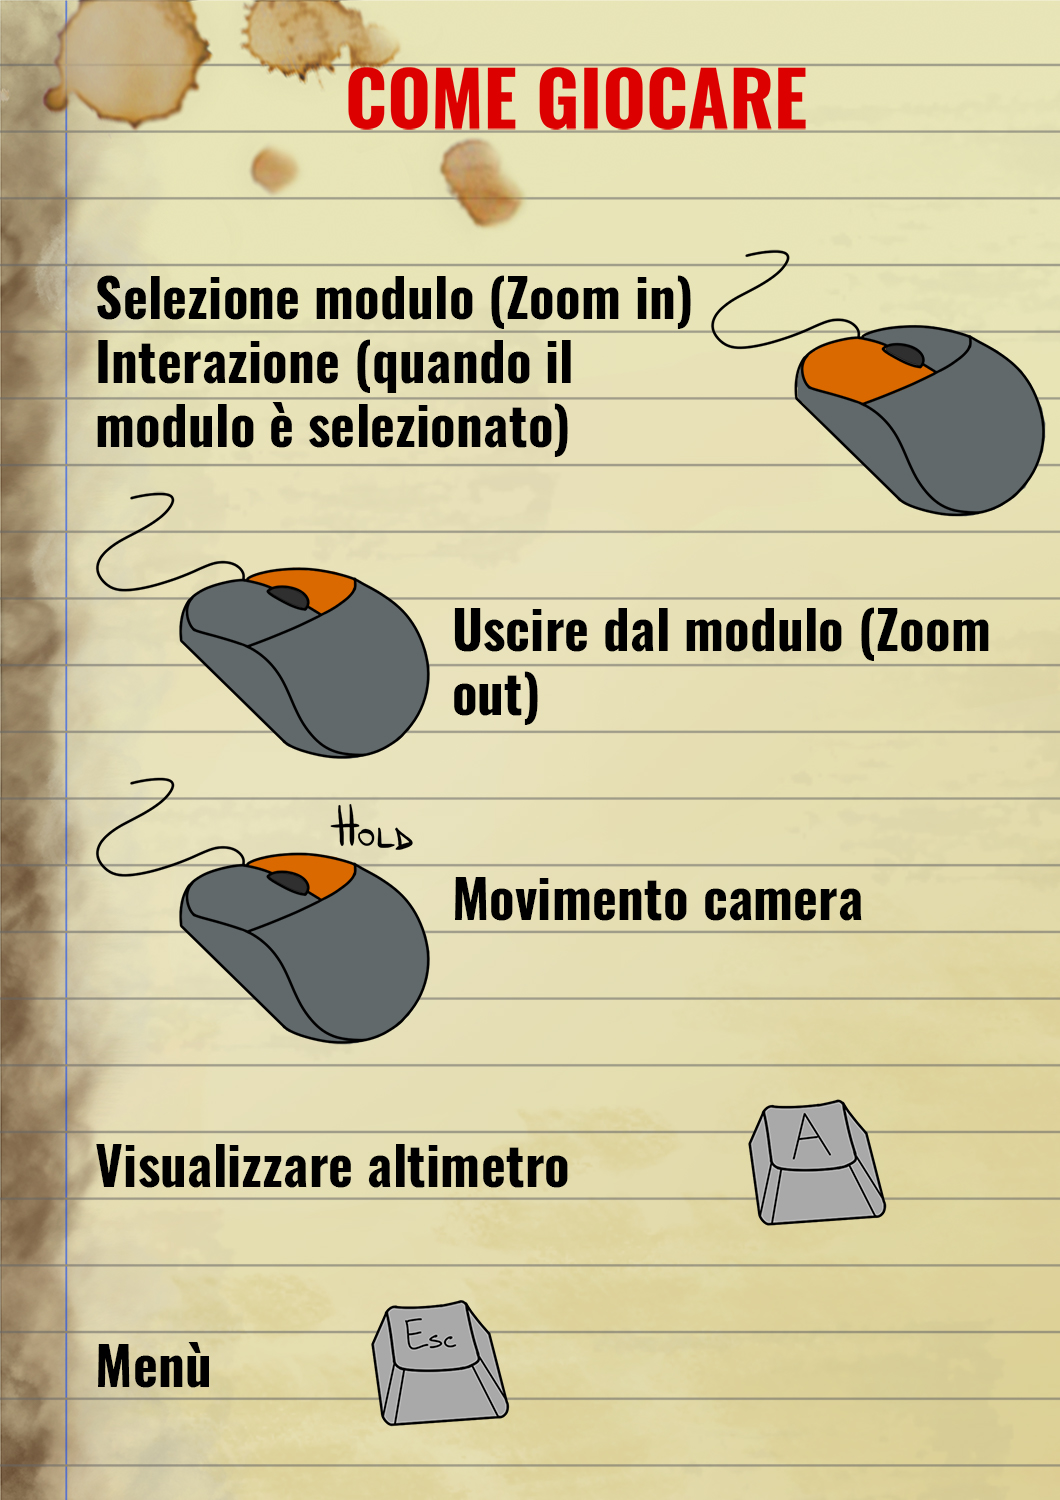 COME GIOCARE
Selezione modulo (Zoom in)
Interazione (quando il
modulo è selezionato)
Uscire dal modulo (Zoom
out)
HOLD
Movimento camera
Visualizzare altimetro
A
Menù
Esc